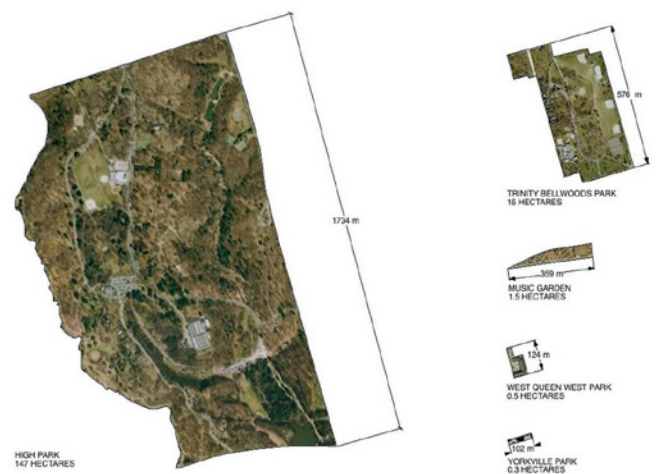 1734 m
HIGH PARK
147 HECTARES
576 m
TRINITY BELLWOODS PARK
16 HECTARES
369 m
MUSIC GARDEN
1.5 HECTARES
124 m
WEST QUEEN WEST PARK
0.5 HECTARES
102 m
YORKVILLE PARK
0.3 HECTARES